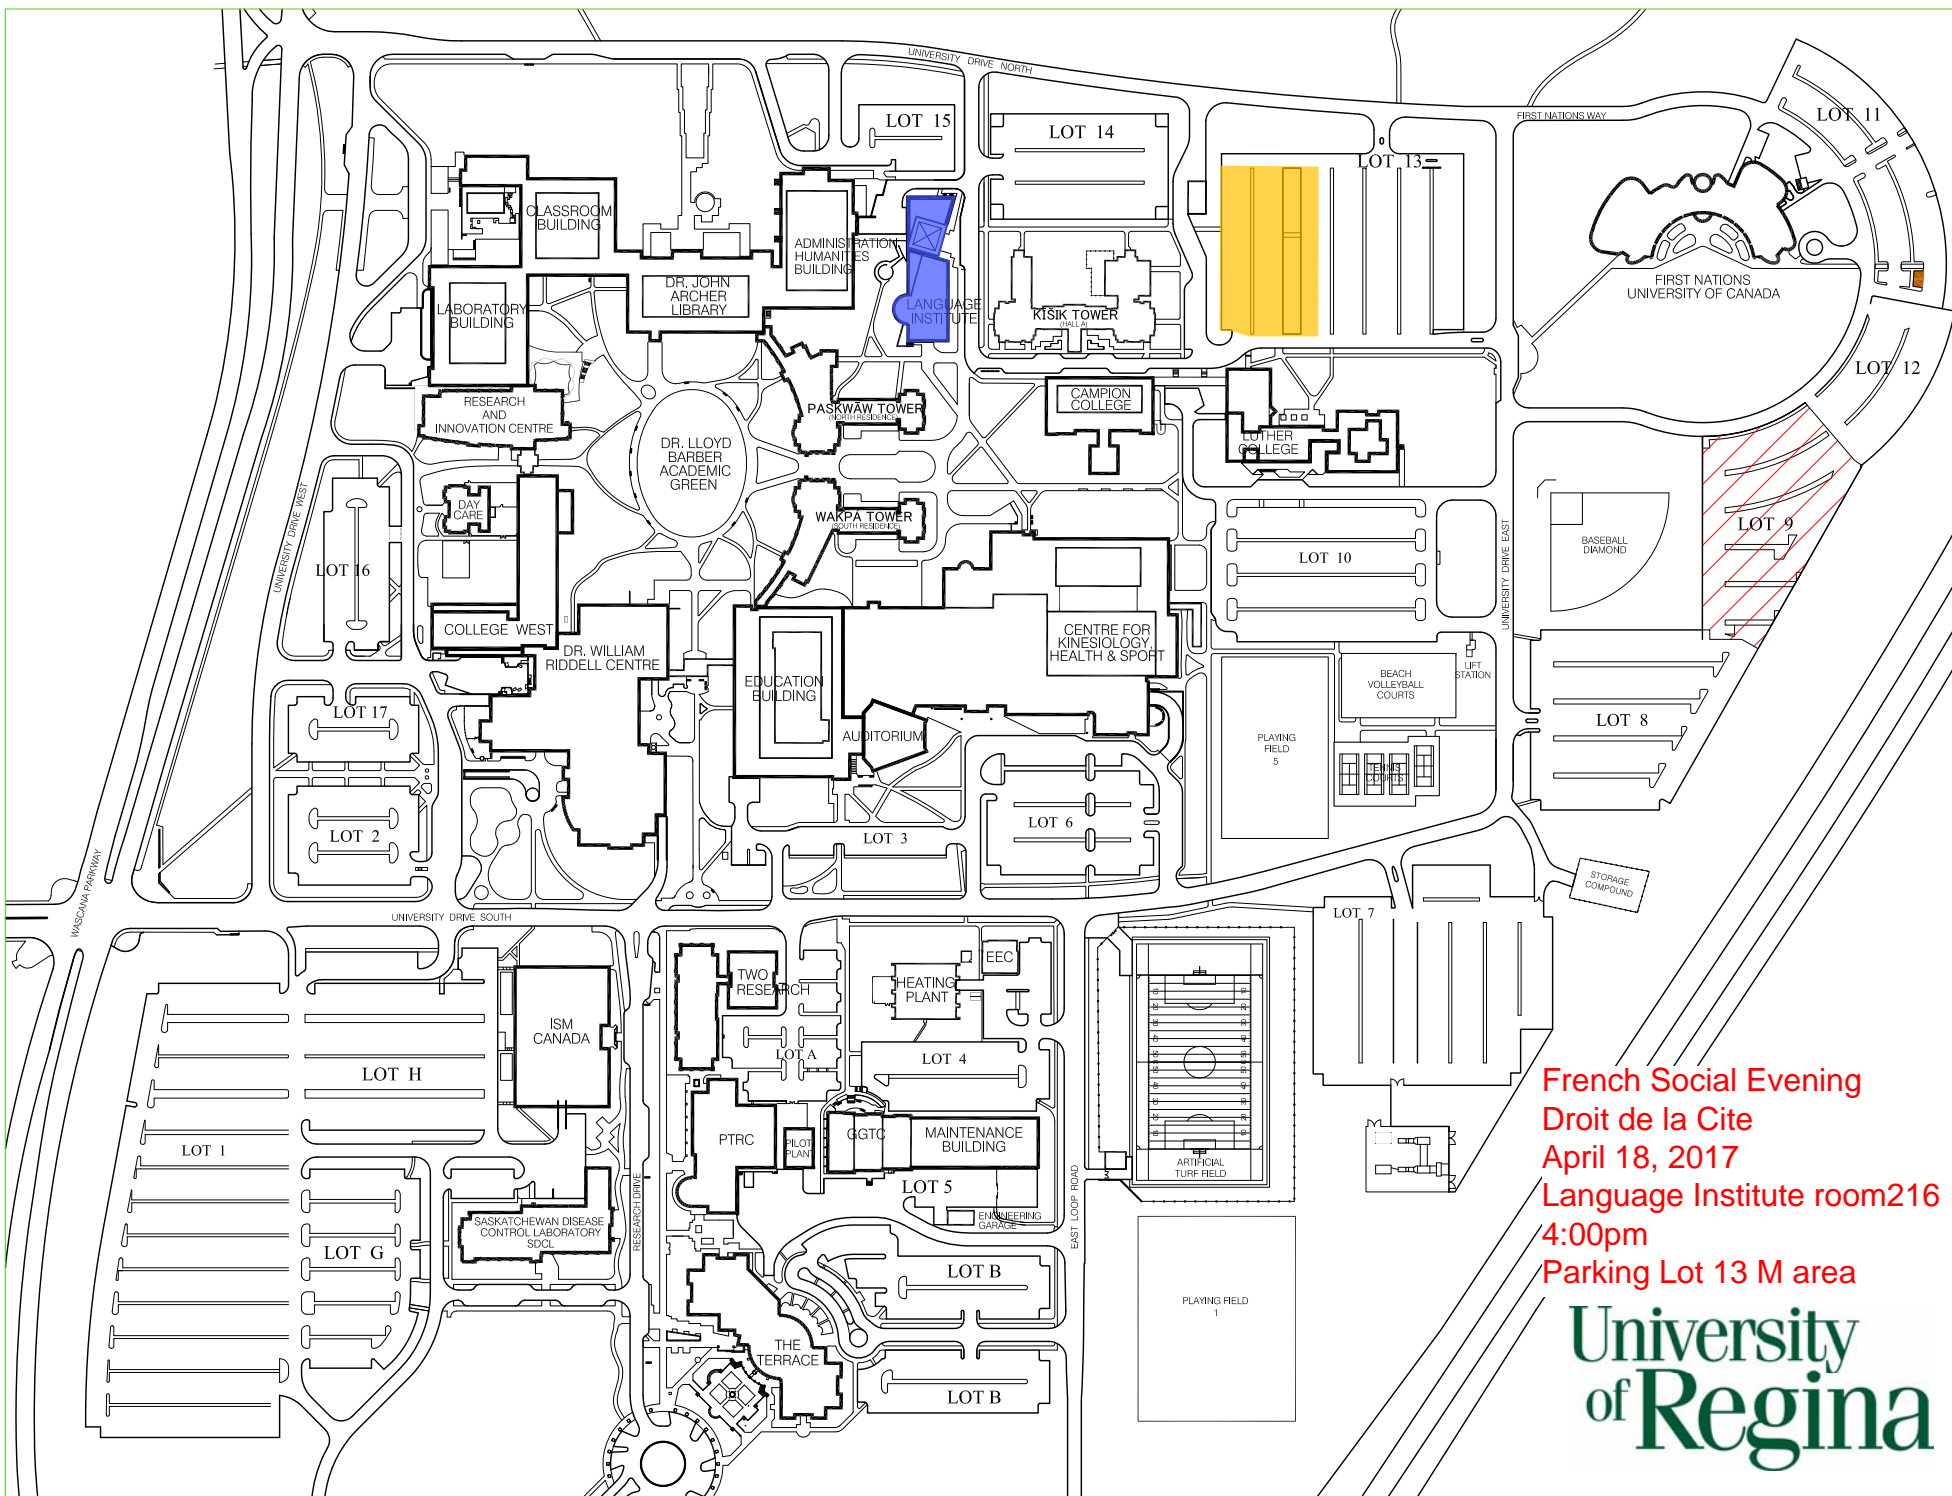 UNIVERSITY DRIVE NORTH
FIRST NATIONS WAY
LOT 11
LOT 15
LOT 14
LOT 13
CLASSROOM
BUILDING
ADMINISTRATION
HUMANITIES
BUILDING
DR. JOHN
ARCHER
LIBRARY
LABORATORY
BUILDING
LANGUAGE
INSTITUTE
KĪSIK TOWER
(HALL A)
FIRST NATIONS
UNIVERSITY OF CANADA
LOT 12
RESEARCH
AND
INNOVATION CENTRE
PASKWĀW TOWER
(NORTH RESIDENCE)
CAMPION
COLLEGE
LUTHER
COLLEGE
DR. LLOYD
BARBER
ACADEMIC
GREEN
DAY
CARE
WAKPĀ TOWER
(SOUTH RESIDENCE)
UNIVERSITY DRIVE WEST
LOT 16
LOT 10
UNIVERSITY DRIVE EAST
BASEBALL
DIAMOND
LOT 9
COLLEGE WEST
DR. WILLIAM
RIDDELL CENTRE
CENTRE FOR
KINESIOLOGY,
HEALTH & SPORT
EDUCATION
BUILDING
BEACH
VOLLEYBALL
COURTS
LIFT
STATION
LOT 17
AUDITORIUM
PLAYING
FIELD
5
TENNIS
COURTS
LOT 8
LOT 2
LOT 3
LOT 6
WASCANA PARKWAY
UNIVERSITY DRIVE SOUTH
STORAGE
COMPOUND
LOT 7
TWO
RESEARCH
HEATING
PLANT
EEC
ISM
CANADA
LOT A
LOT 4
LOT H
LOT 1
PTRC
PILOT
PLANT
GGTC
MAINTENANCE
BUILDING
ARTIFICIAL
TURF FIELD
LOT 5
ENGINEERING
GARAGE
EAST LOOP ROAD
RESEARCH DRIVE
SASKATCHEWAN DISEASE
CONTROL LABORATORY
SDCL
LOT G
LOT B
PLAYING FIELD
1
THE
TERRACE
LOT B
French Social Evening
Droit de la Cite
April 18, 2017
Language Institute room216
4:00pm
Parking Lot 13 M area
University
of Regina